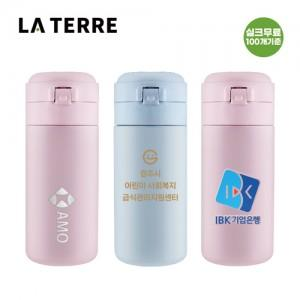 LA TERRE
실크무료
100개기준
AMO
경주시
어린이 사회복지
급식관리지원센터
IBK 기업은행